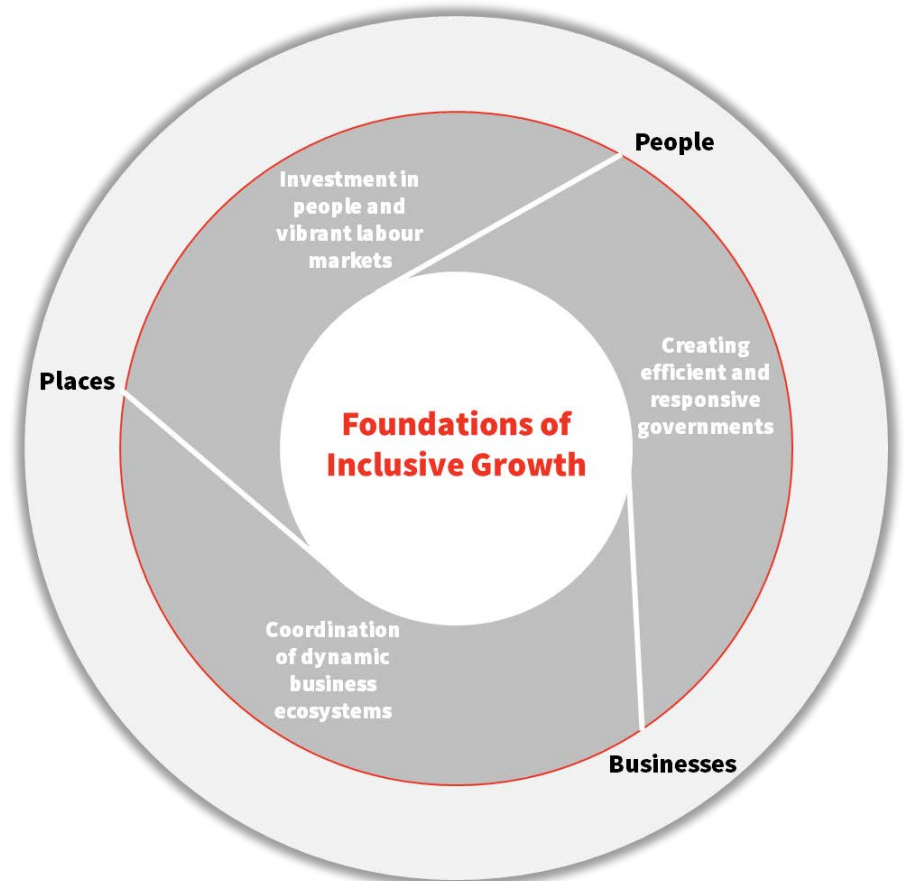 People
Investment in
people and
vibrant labour
markets
Creating
efficient and
responsive
governments
Places
Foundations of
Inclusive Growth
Coordination
of dynamic
business
ecosystems
Businesses